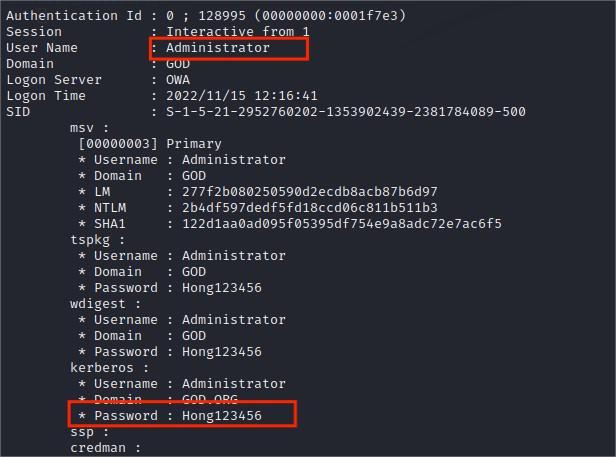 Authentication Id : 0 ; 128995 (00000000:0001f7e3)
Session           : Interactive from 1
User Name         : Administrator
Domain            : GOD
Logon Server      : OWA
Logon Time        : 2022/11/15 12:16:41
SID               : S-1-5-21-2952760202-1353902439-2381784089-500
        msv :
         [00000003] Primary
         * Username : Administrator
         * Domain   : GOD
         * LM       : 277f2b080250590d2ecdb8acb87b6d97
         * NTLM     : 2b4df597dedf5fd18ccd06c811b511b3
         * SHA1     : 122d1aa0ad095f05395df754e9a8adc72e7ac6f5
        tspkg :
         * Username : Administrator
         * Domain   : GOD
         * Password : Hong123456
        wdigest :
         * Username : Administrator
         * Domain   : GOD
         * Password : Hong123456
        kerberos :
         * Username : Administrator
         * Domain   : GOD.ORG
         * Password : Hong123456
        ssp :
        credman :